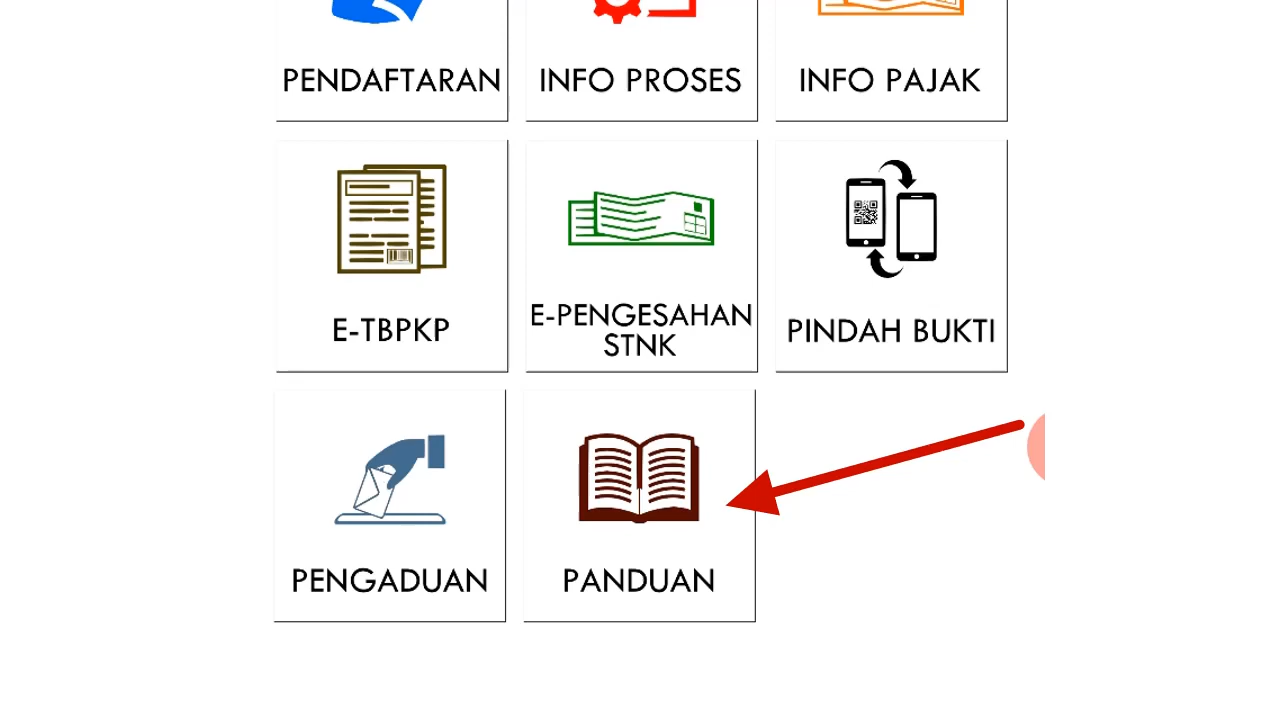 PENDAFTARAN
INFO PROSES
INFO PAJAK
E-TBPKP
E-PENGESAHAN
STNK
PINDAH BUKTI
PENGADUAN
PANDUAN